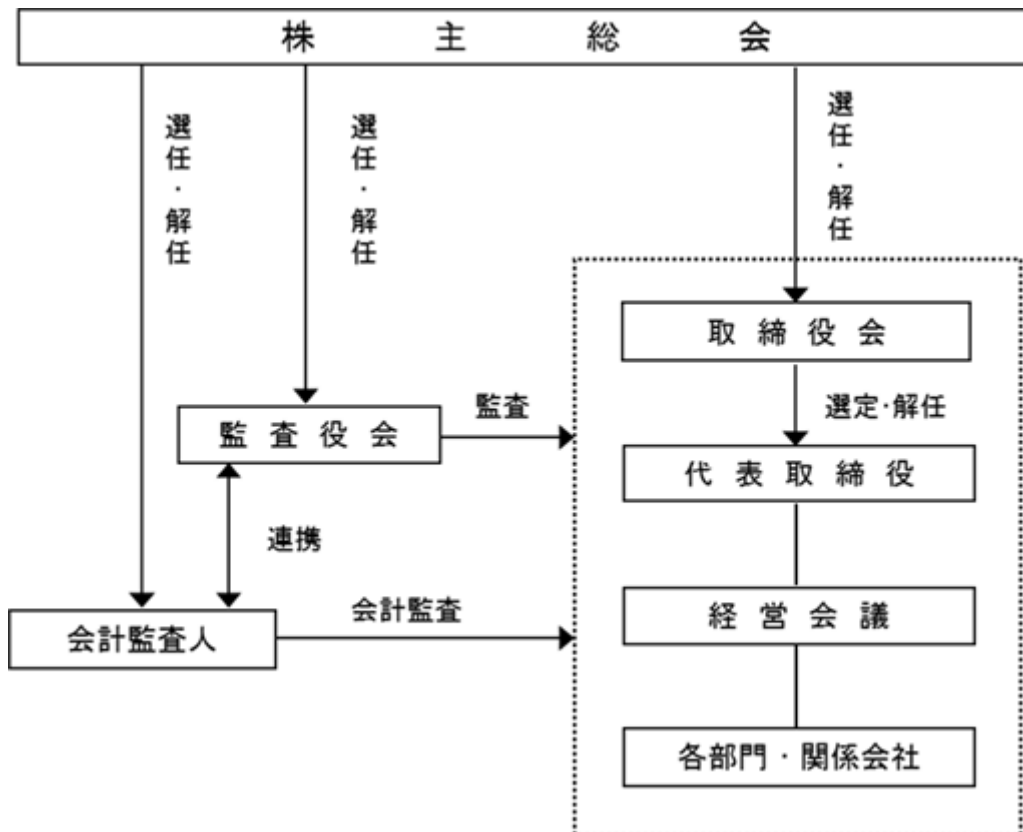 株主総会
選任・解任
選任・解任
選任・解任
取締役会
選定・解任
監査役会
監査
代表取締役
連携
経営会議
会計監査
会計監査人
各部門・関係会社